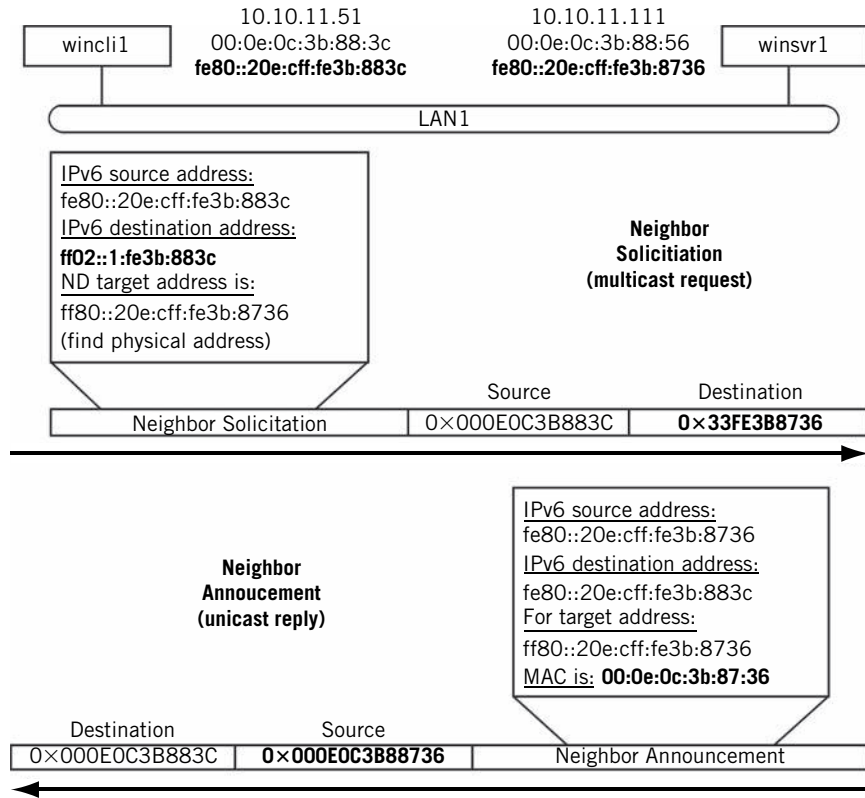 wincli1
10.10.11.51
00:0e:0c:3b:88:3c
fe80::20e:cff:fe3b:883c
10.10.11.111
00:0e:0c:3b:88:56
fe80::20e:cff:fe3b:8736
winsvr1
LAN1
IPv6 source address:
fe80::20e:cff:fe3b:883c
IPv6 destination address:
ff02::1:fe3b:883c
ND target address is:
ff80::20e:cff:fe3b:8736
(find physical address)
Neighbor
Solicitiation
(multicast request)
Source
Destination
Neighbor Solicitation
0×000E0C3B883C
0×33FE3B8736
IPv6 source address:
fe80::20e:cff:fe3b:8736
IPv6 destination address:
fe80::20e:cff:fe3b:883c
For target address:
ff80::20e:cff:fe3b:8736
MAC is: 00:0e:0c:3b:87:36
Neighbor
Annoucement
(unicast reply)
Destination
Source
0×000E0C3B883C
0×000E0C3B88736
Neighbor Announcement